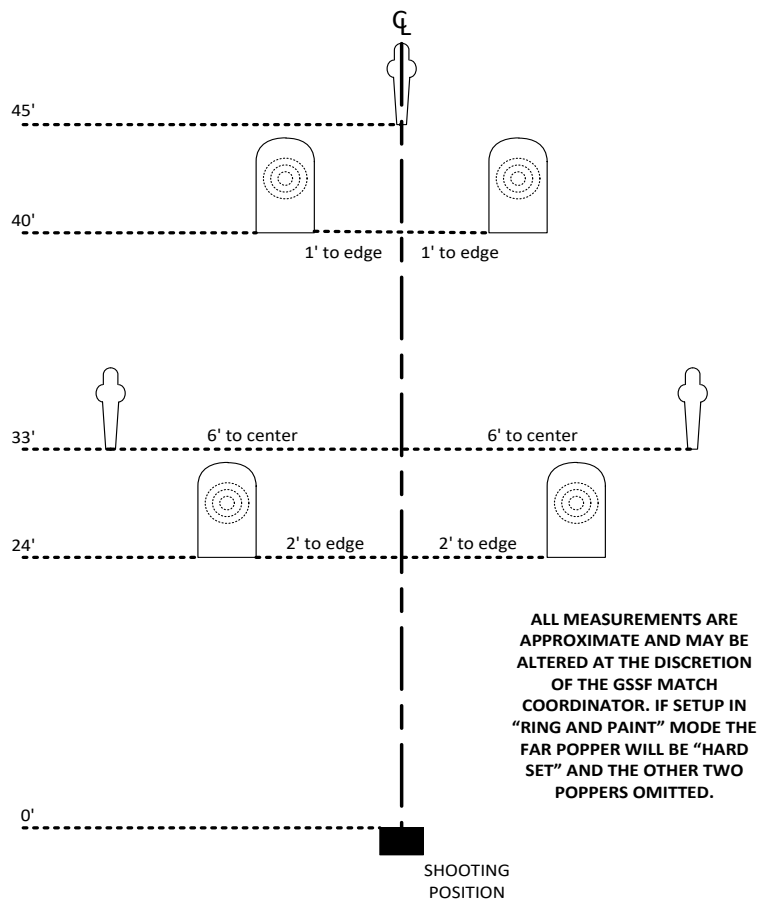 ℄
45'
40'
1' to edge 1' to edge
33'
6' to center 6' to center
24'
2' to edge 2' to edge
ALL MEASUREMENTS ARE
APPROXIMATE AND MAY BE
ALTERED AT THE DISCRETION
OF THE GSSF MATCH
COORDINATOR. IF SETUP IN
“RING AND PAINT” MODE THE
FAR POPPER WILL BE “HARD
SET” AND THE OTHER TWO
POPPERS OMITTED.
0'
SHOOTING
POSITION